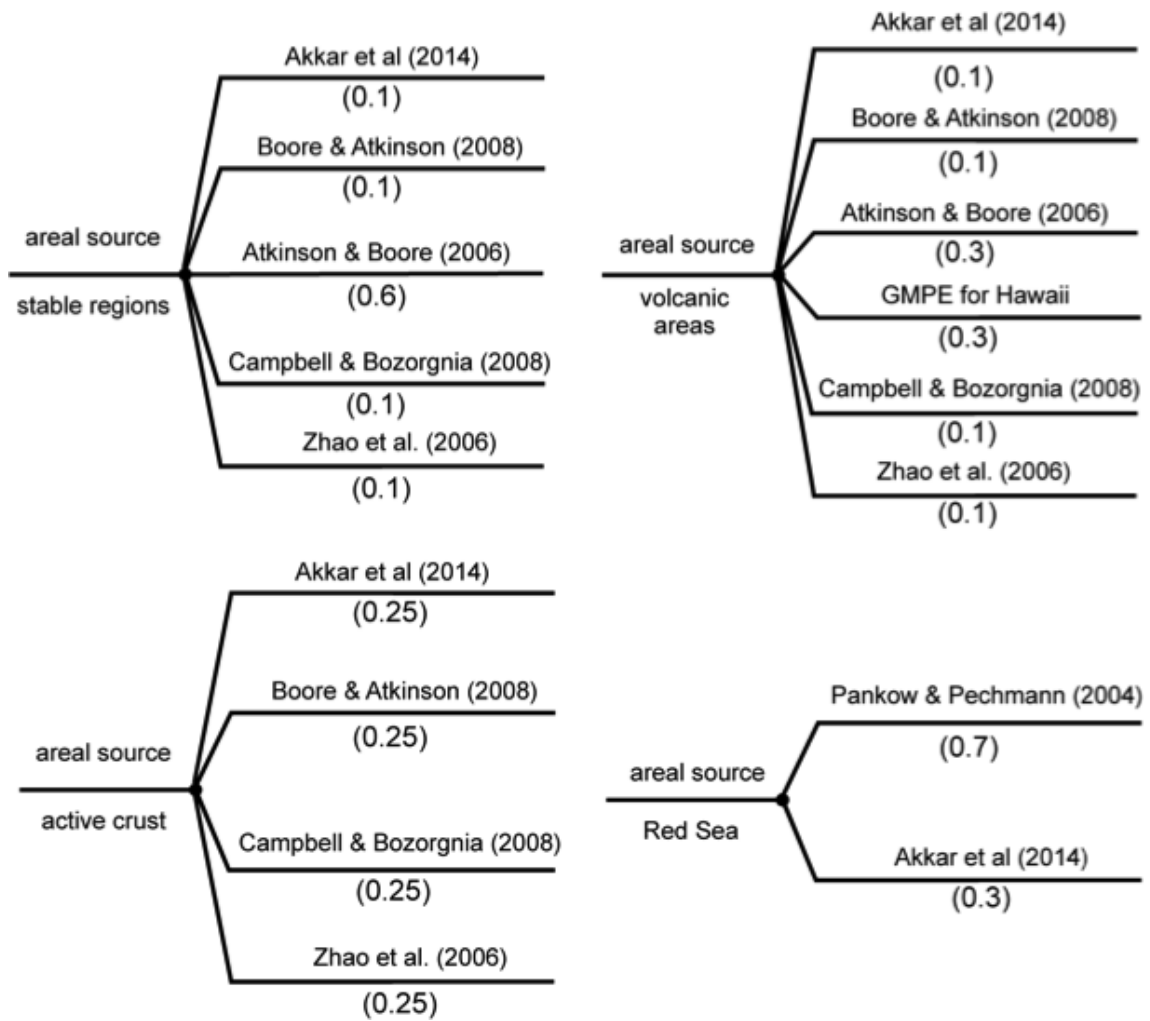 areal source
stable regions
Akkar et al (2014)
(0.1)
Boore & Atkinson (2008)
(0.1)
Atkinson & Boore (2006)
(0.6)
Campbell & Bozorgnia (2008)
(0.1)
Zhao et al. (2006)
(0.1)
areal source
volcanic
areas
Akkar et al (2014)
(0.1)
Boore & Atkinson (2008)
(0.1)
Atkinson & Boore (2006)
(0.3)
GMPE for Hawaii
(0.3)
Campbell & Bozorgnia (2008)
(0.1)
Zhao et al. (2006)
(0.1)
areal source
active crust
Akkar et al (2014)
(0.25)
Boore & Atkinson (2008)
(0.25)
Campbell & Bozorgnia (2008)
(0.25)
Zhao et al. (2006)
(0.25)
areal source
Red Sea
Pankow & Pechmann (2004)
(0.7)
Akkar et al (2014)
(0.3)